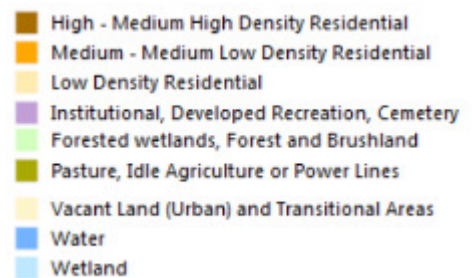 High - Medium High Density Residential
Medium - Medium Low Density Residential
Low Density Residential
Institutional, Developed Recreation, Cemetery
Forested wetlands, Forest and Brushland
Pasture, Idle Agriculture or Power Lines
Vacant Land (Urban) and Transitional Areas
Water
Wetland